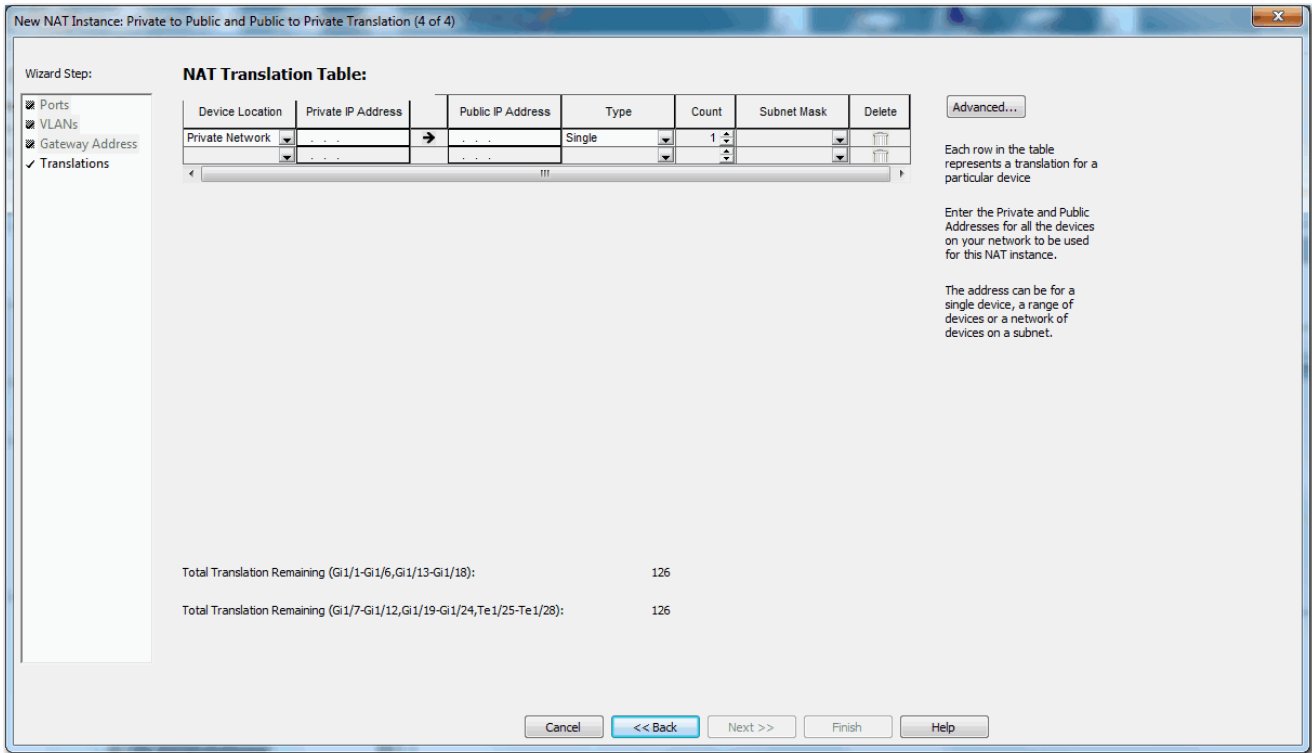 New NAT Instance: Private to Public and Public to Private Translation (4 of 4)
Wizard Step:
Ports
VLANs
Gateway Address
Translations
NAT Translation Table:
Device Location Private IP Address Public IP Address Type Count Subnet Mask Delete
Private Network . . . . . . Single 1
. . . . . .
Advanced...
Each row in the table
represents a translation for a
particular device
Enter the Private and Public
Addresses for all the devices
on your network to be used
for this NAT instance.
The address can be for a
single device, a range of
devices or a network of
devices on a subnet.
Total Translation Remaining (Gi1/1-Gi1/6,Gi1/13-Gi1/18): 126
Total Translation Remaining (Gi1/7-Gi1/12,Gi1/19-Gi1/24,Te1/25-Te1/28): 126
Cancel << Back Next >> Finish Help